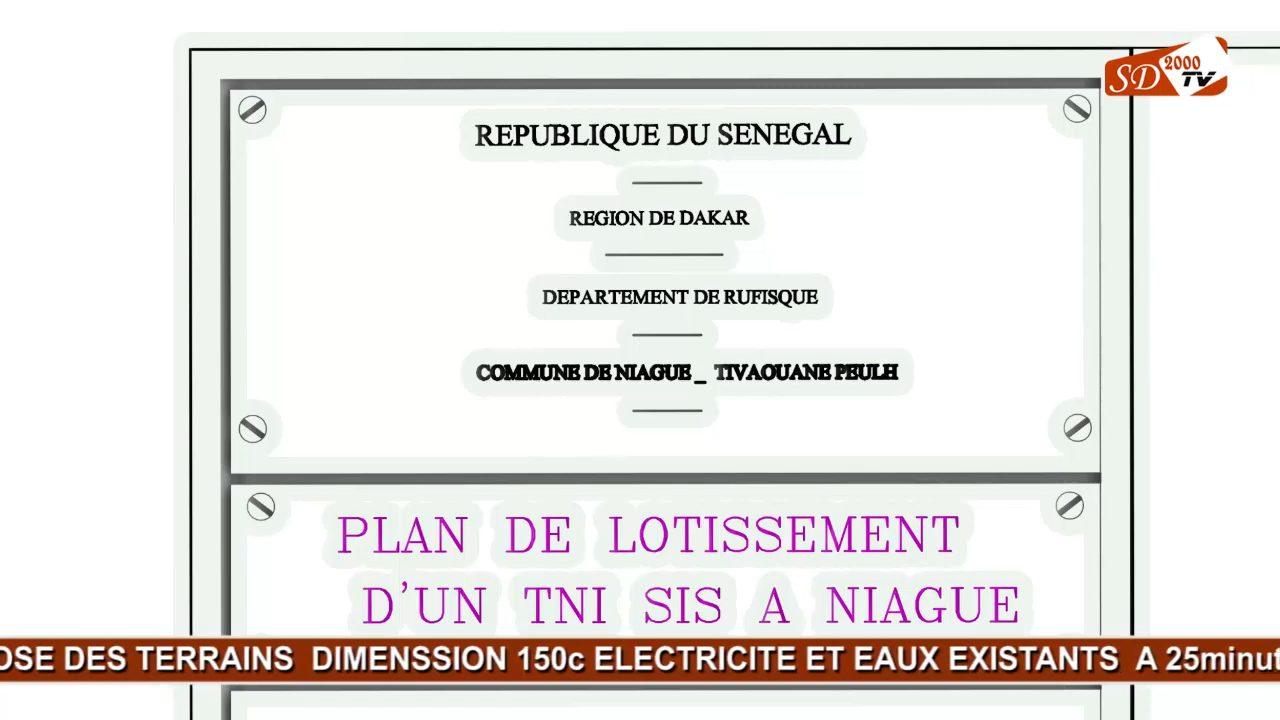 SD 2000 TV
REPUBLIQUE DU SENEGAL
REGION DE DAKAR
DEPARTEMENT DE RUFISQUE
COMMUNE DE NIAGUE _ TIVAOUANE PEULH
PLAN DE LOTISSEMENT
D'UN TNI SIS A NIAGUE
OSE DES TERRAINS DIMENSSION 150c ELECTRICITE ET EAUX EXISTANTS A 25minut